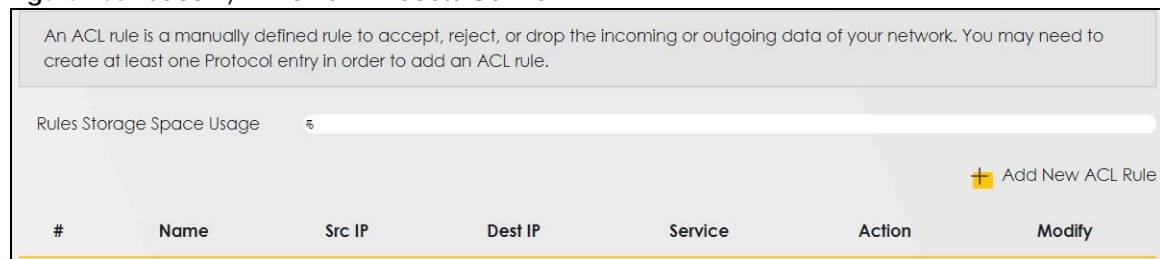 An ACL rule is a manually defined rule to accept, reject, or drop the incoming or outgoing data of your network. You may need to
create at least one Protocol entry in order to add an ACL rule.
Rules Storage Space Usage %
+ Add New ACL Rule
# Name Src IP Dest IP Service Action Modify